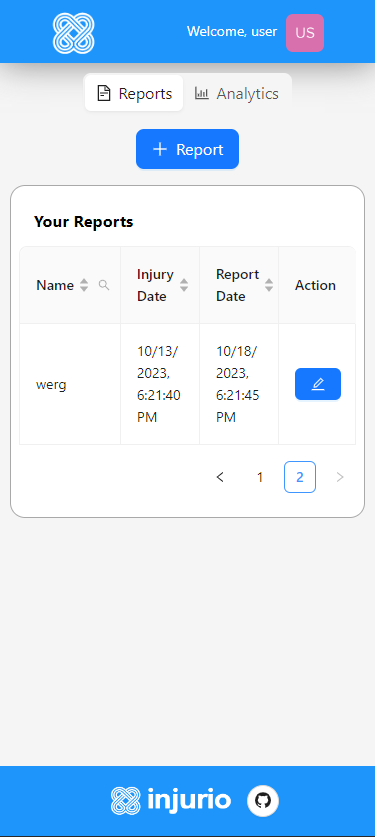 Welcome, user
US
Reports
Analytics
Report
Your Reports
Name
Injury
Date
Report
Date
Action
werg
10/13/
2023,
6:21:40
PM
10/18/
2023,
6:21:45
PM
1
2
injurio